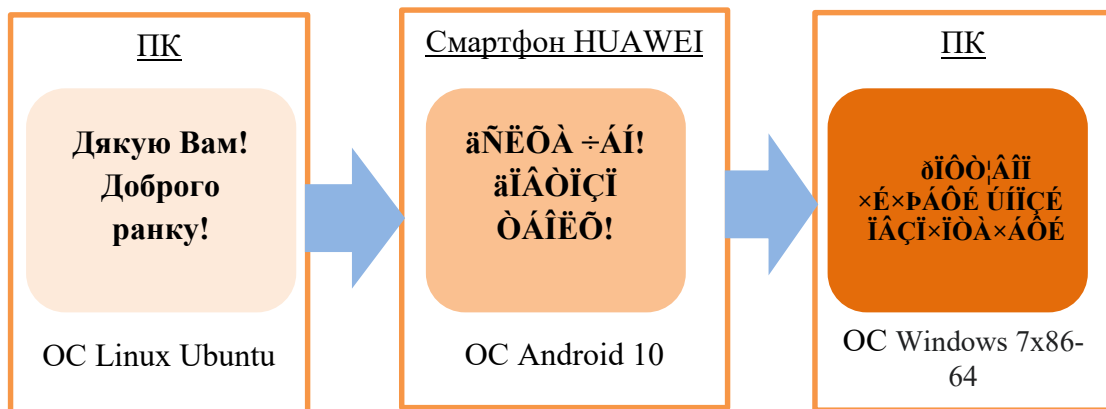 ПК
Дякую Вам!
Доброго
ранку!
ОС Linux Ubuntu
Смартфон HUAWEI
äÑËÕÀ ÷ÁÍ!
äÏÂÒÏÇÏ
ÒÁÎËÕ!
ОС Android 10
ПК
ðÏÔÒ¦ÂÎÏ
×É×ÞÁÔÉ ÚÍÏÇÉ
ÏÂÇÏ×ÏÒÀ×ÁÔÉ
ОС Windows 7x86-
64